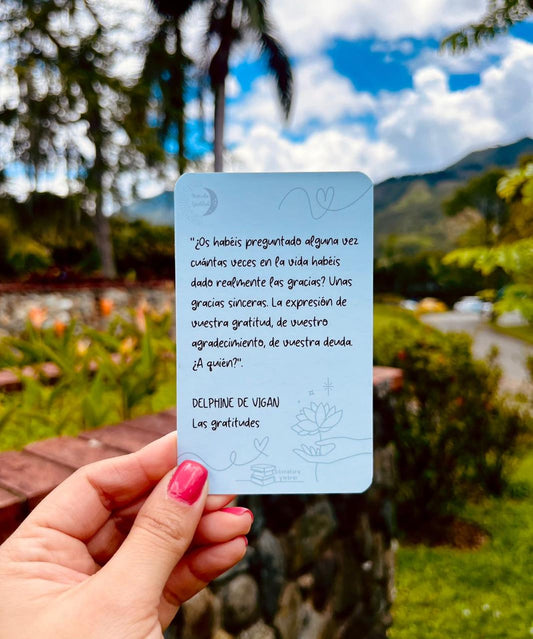 "¿Os habéis preguntado alguna vez
cuántas veces en la vida habéis
dado realmente las gracias? Unas
gracias sinceras. La expresión de
vuestra gratitud, de vuestro
agradecimiento, de vuestra deuda.
¿A quién?".
DELPHINE DE VIGAN
Las gratitudes